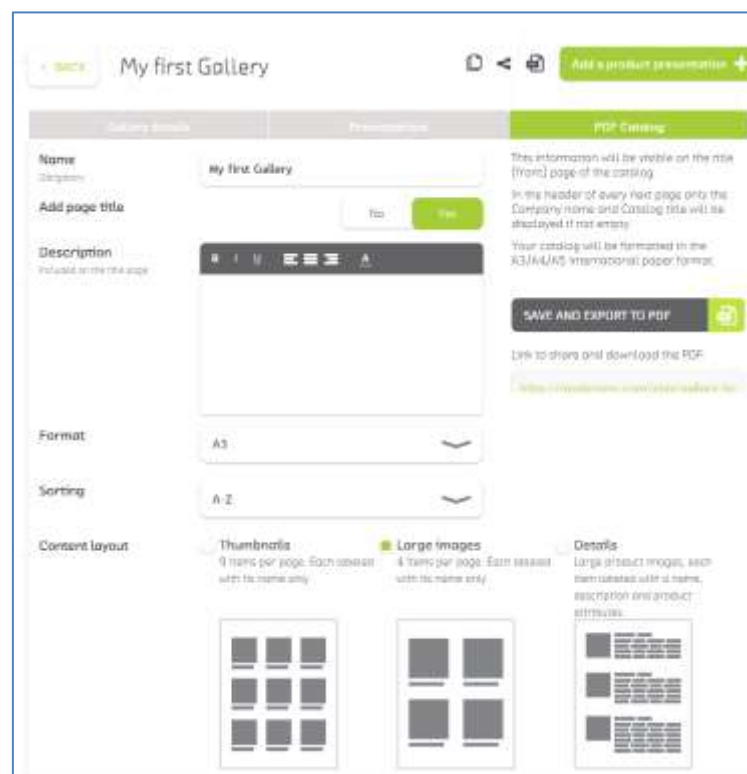 < BACK
My first Gallery
Add a product presentation +
Gallery details
Presentations
PDF Catalog
Name
My first Gallery
Add page title
Yes
Description
Included on the title page
B I U A
This information will be visible on the title
(front) page of the catalog.
In the header of every next page only the
Company name and Catalog title will be
displayed if not empty.
Your catalog will be formatted in the
A3/A4/A5 international paper format.
SAVE AND EXPORT TO PDF
Link to share and download the PDF
Format
A3
Sorting
A-Z
Content layout
Thumbnails
9 items per page. Each labeled
with its name only
Large images
4 items per page. Each labeled
with its name only
Details
Large product images, each
item labeled with a name,
description and product
attributes.